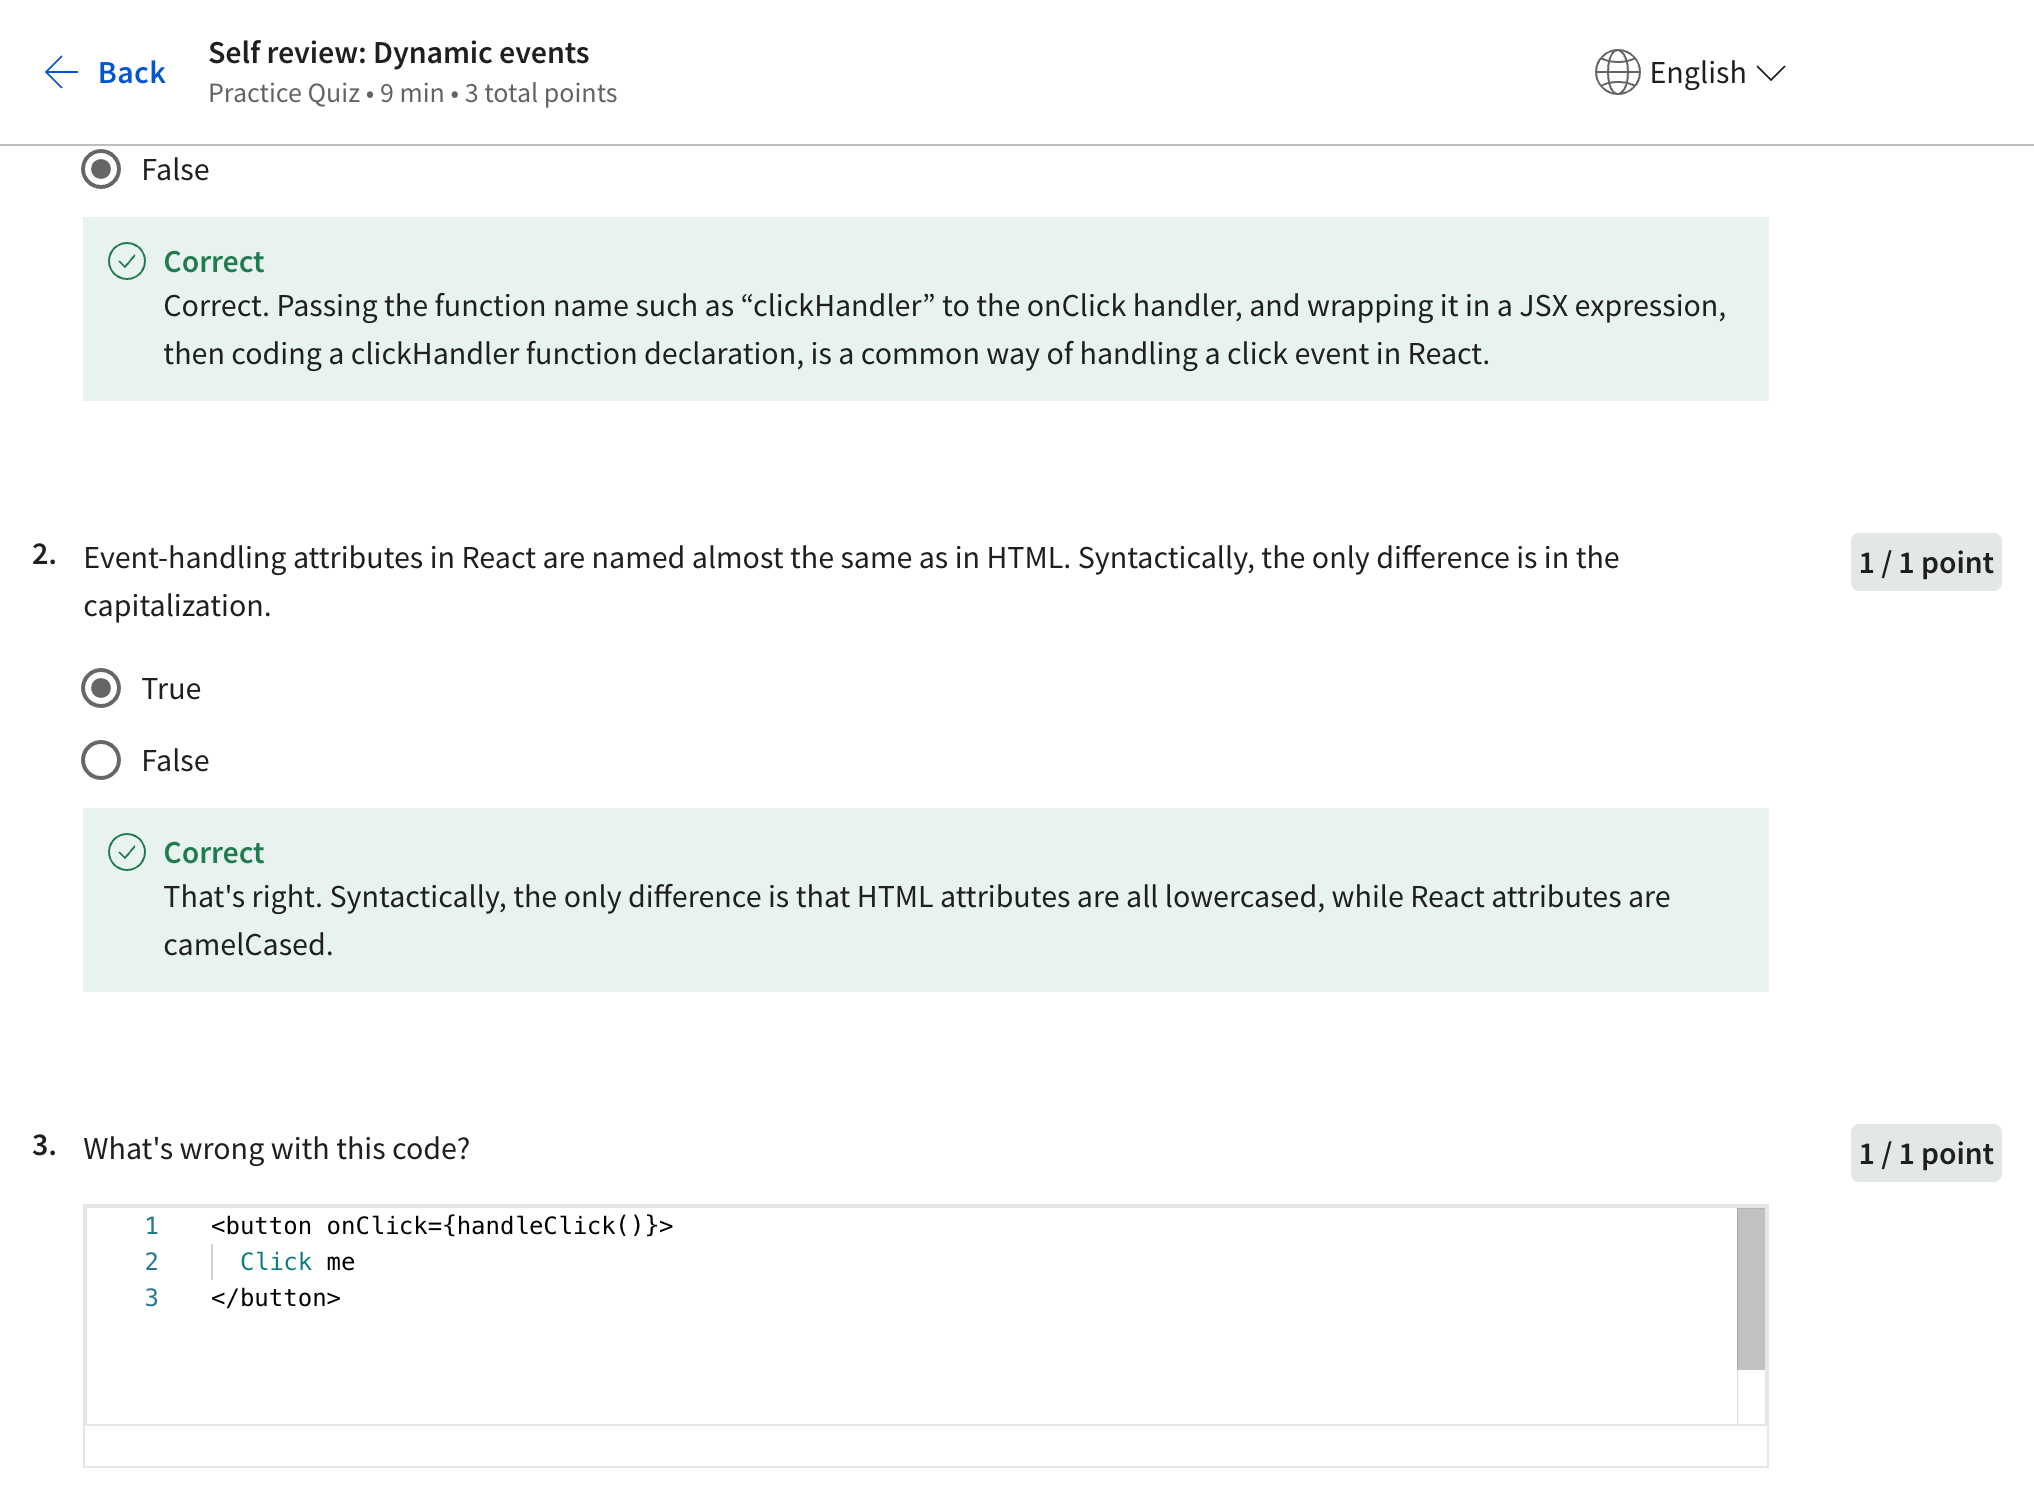 Back
Self review: Dynamic events
Practice Quiz • 9 min • 3 total points
English
False
Correct
Correct. Passing the function name such as “clickHandler” to the onClick handler, and wrapping it in a JSX expression,
then coding a clickHandler function declaration, is a common way of handling a click event in React.
2. Event-handling attributes in React are named almost the same as in HTML. Syntactically, the only difference is in the
capitalization.
1 / 1 point
True
False
Correct
That's right. Syntactically, the only difference is that HTML attributes are all lowercased, while React attributes are
camelCased.
3. What's wrong with this code?
1 / 1 point
1 <button onClick={handleClick()}>
2 Click me
3 </button>